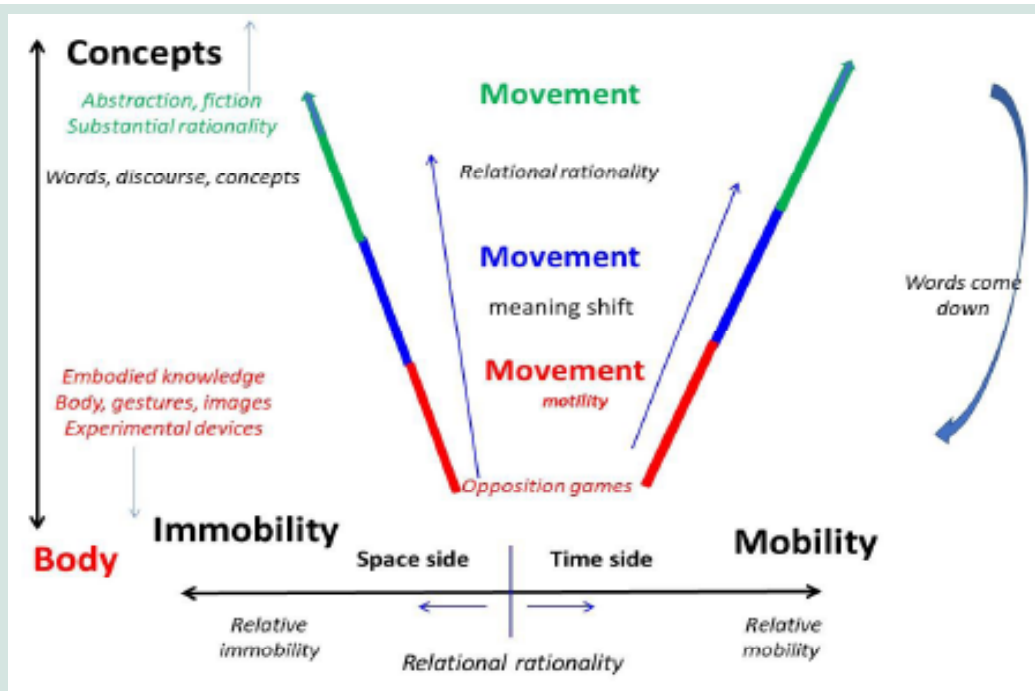 Concepts
Abstraction, fiction
Substantial rationality
Words, discourse, concepts
Movement
Relational rationality
Movement
meaning shift
Movement
motility
Words come
down
Embodied knowledge
Body, gestures, images
Experimental devices
Opposition games
Body
Immobility
Space side
Time side
Mobility
Relative
immobility
Relational rationality
Relative
mobility